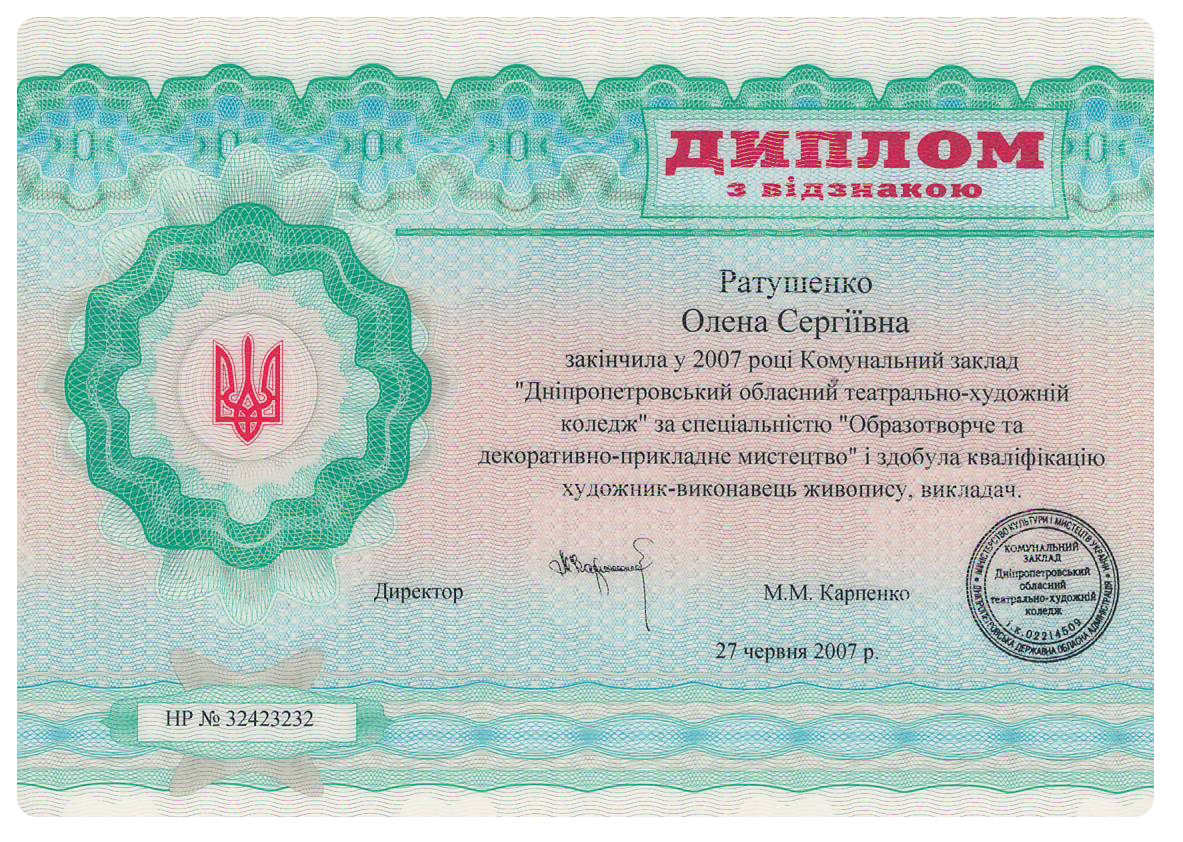 ДИПЛОМ
з відзнакою
Ратушенко
Олена Сергіївна
закінчила у 2007 році Комунальний заклад
"Дніпропетровський обласний театрально-художній
коледж" за спеціальністю "Образотворче та
декоративно-прикладне мистецтво" і здобула кваліфікацію
художник-виконавець живопису, викладач.
Директор
М.М. Карпенко
27 червня 2007 р.
НР № 32423232
МІНІСТЕРСТВО КУЛЬТУРИ І МИСТЕЦТВ УКРАЇНИ
ДНІПРОПЕТРОВСЬКА ДЕРЖАВНА ОБЛАСНА АДМІНІСТРАЦІЯ
КОМУНАЛЬНИЙ
ЗАКЛАД
Дніпропетровський
обласний
театрально-художній
коледж
і.к.02214509